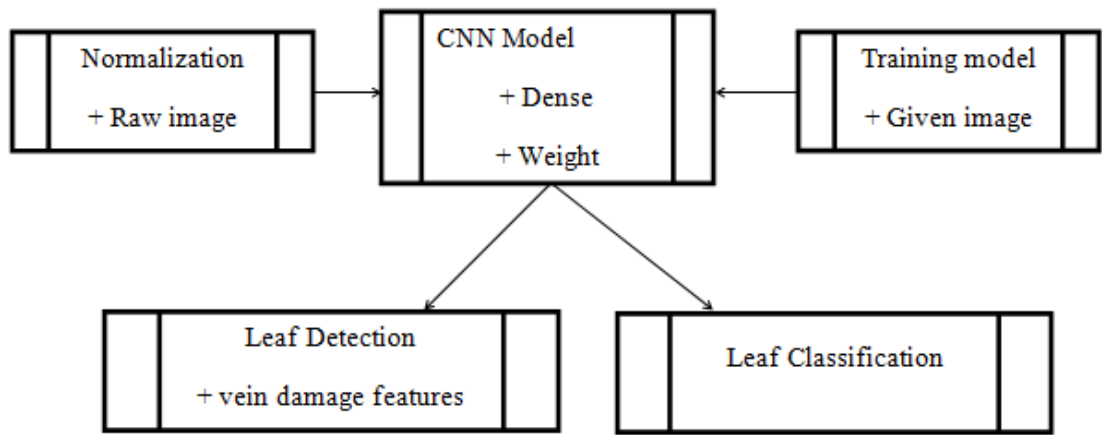 Normalization
+ Raw image
CNN Model
+ Dense
+ Weight
Training model
+ Given image
Leaf Detection
+ vein damage features
Leaf Classification